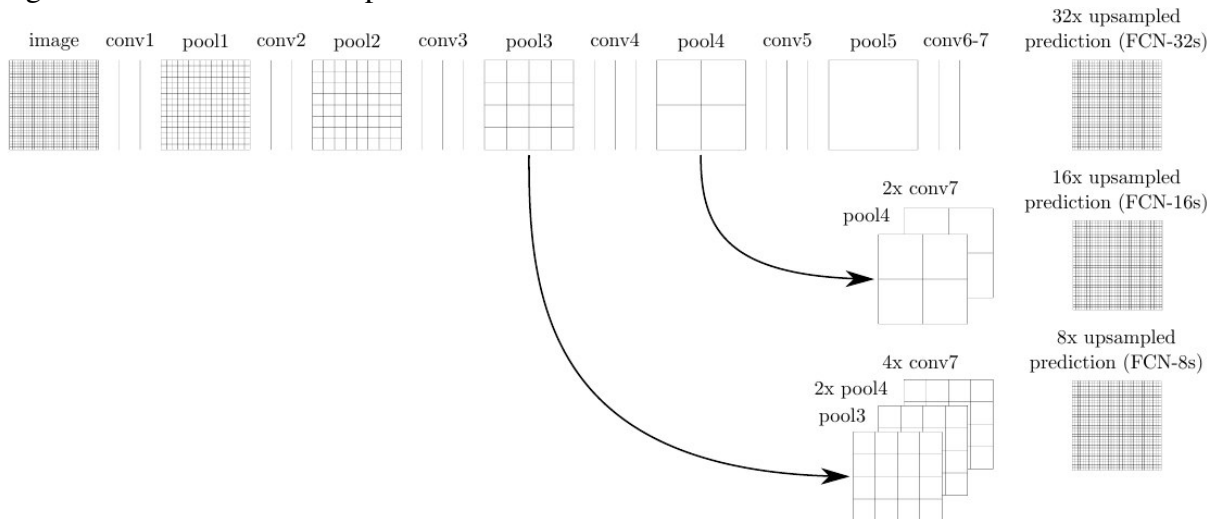 32x upsampled
image conv1 pool1 conv2 pool2 conv3 pool3 conv4 pool4 conv5 pool5 conv6-7 prediction (FCN-32s)
16x upsampled
2x conv7 prediction (FCN-16s)
pool4
8x upsampled
4x conv7 prediction (FCN-8s)
2x pool4
pool3